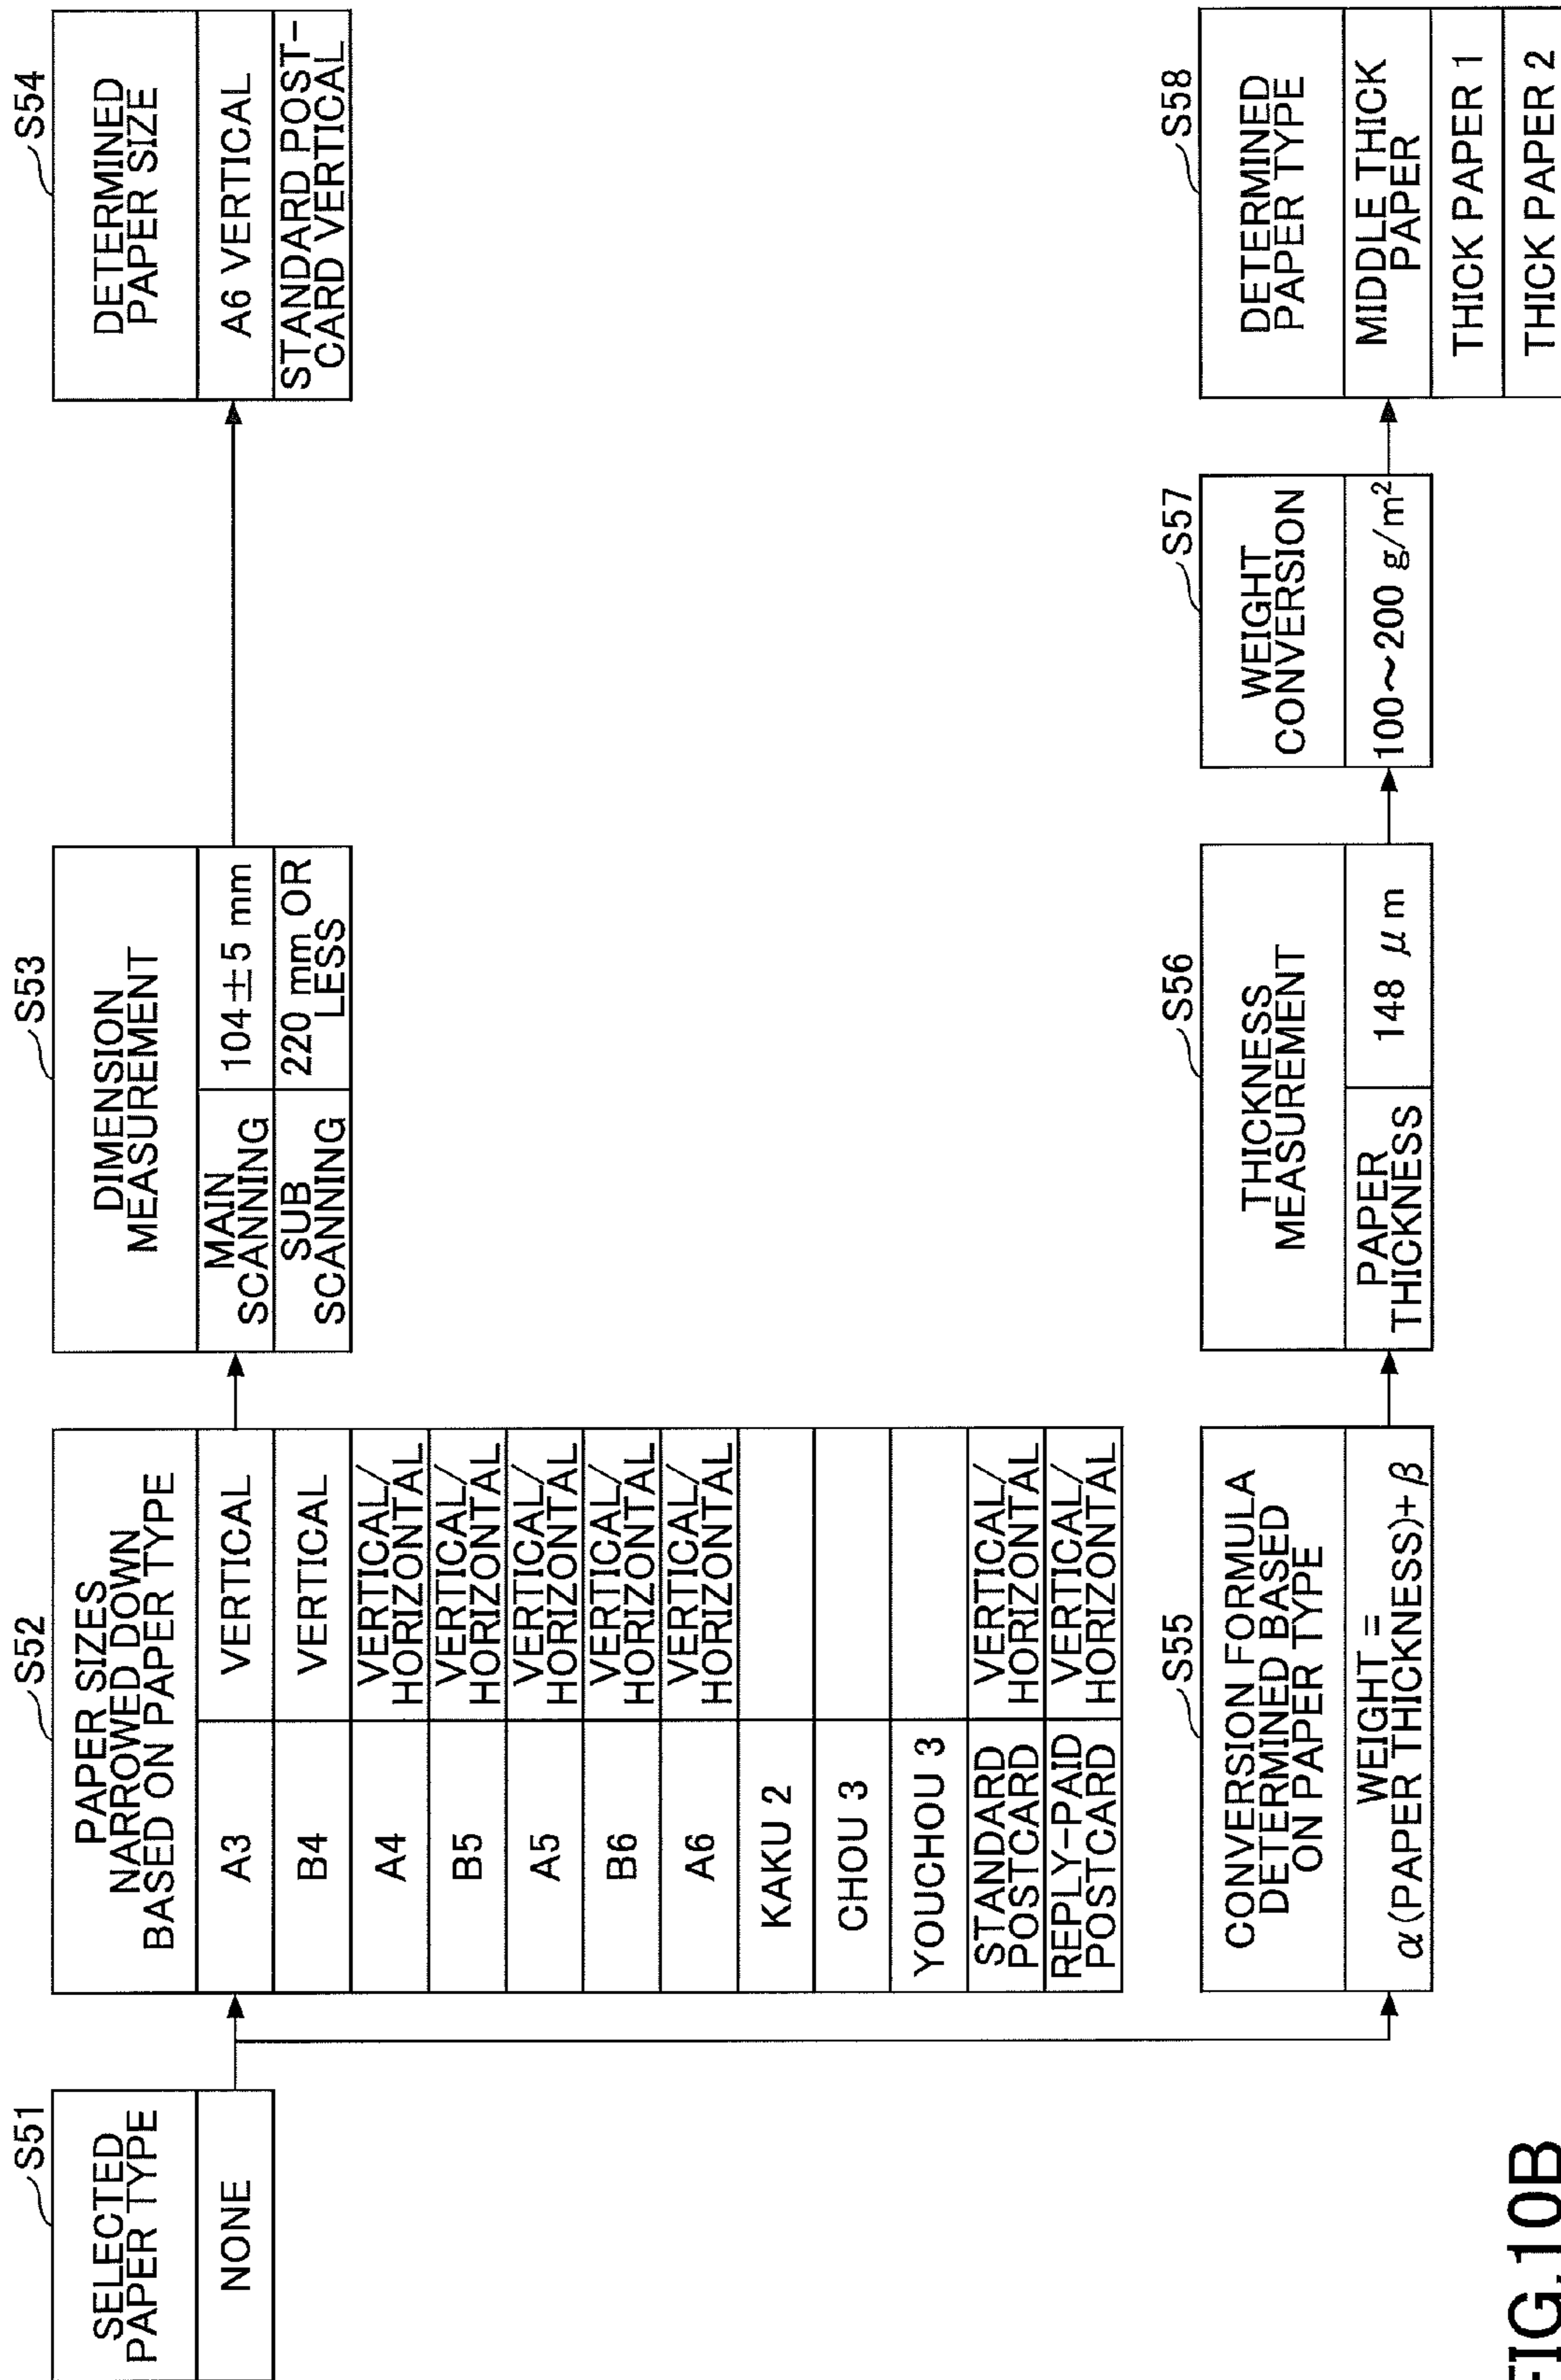 S51
SELECTED
PAPER TYPE
NONE
S52
PAPER SIZES
NARROWED DOWN
BASED ON PAPER TYPE
A3 VERTICAL
B4 VERTICAL
A4 VERTICAL/
HORIZONTAL
B5 VERTICAL/
HORIZONTAL
A5 VERTICAL/
HORIZONTAL
B6 VERTICAL/
HORIZONTAL
A6 VERTICAL/
HORIZONTAL
KAKU 2
CHOU 3
YOUCHOU 3
STANDARD
POSTCARD
VERTICAL/
HORIZONTAL
REPLY-PAID
POSTCARD
VERTICAL/
HORIZONTAL
S53
DIMENSION
MEASUREMENT
MAIN
SCANNING
104±5 mm
SUB
SCANNING
220 mm OR
LESS
S54
DETERMINED
PAPER SIZE
A6 VERTICAL
STANDARD POST-
CARD VERTICAL
S55
CONVERSION FORMULA
DETERMINED BASED
ON PAPER TYPE
WEIGHT =
α(PAPER THICKNESS)+ β
S56
THICKNESS
MEASUREMENT
PAPER
THICKNESS
148 μm
S57
WEIGHT
CONVERSION
100~200 g/m²
S58
DETERMINED
PAPER TYPE
MIDDLE THICK
PAPER
THICK PAPER 1
THICK PAPER 2
FIG.10B